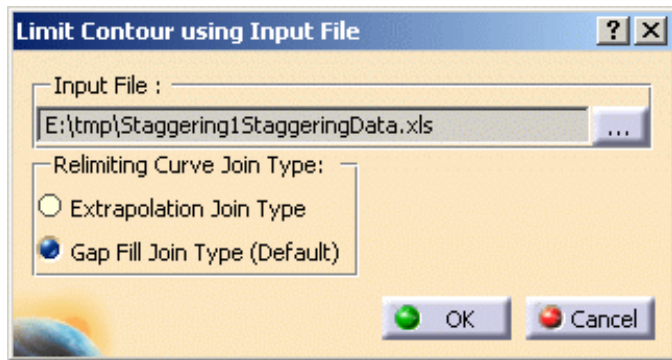 Limit Contour using Input File
Input File :
E:\tmp\Staggering1StaggeringData.xls
...
Relimiting Curve Join Type:
Extrapolation Join Type
Gap Fill Join Type (Default)
OK
Cancel